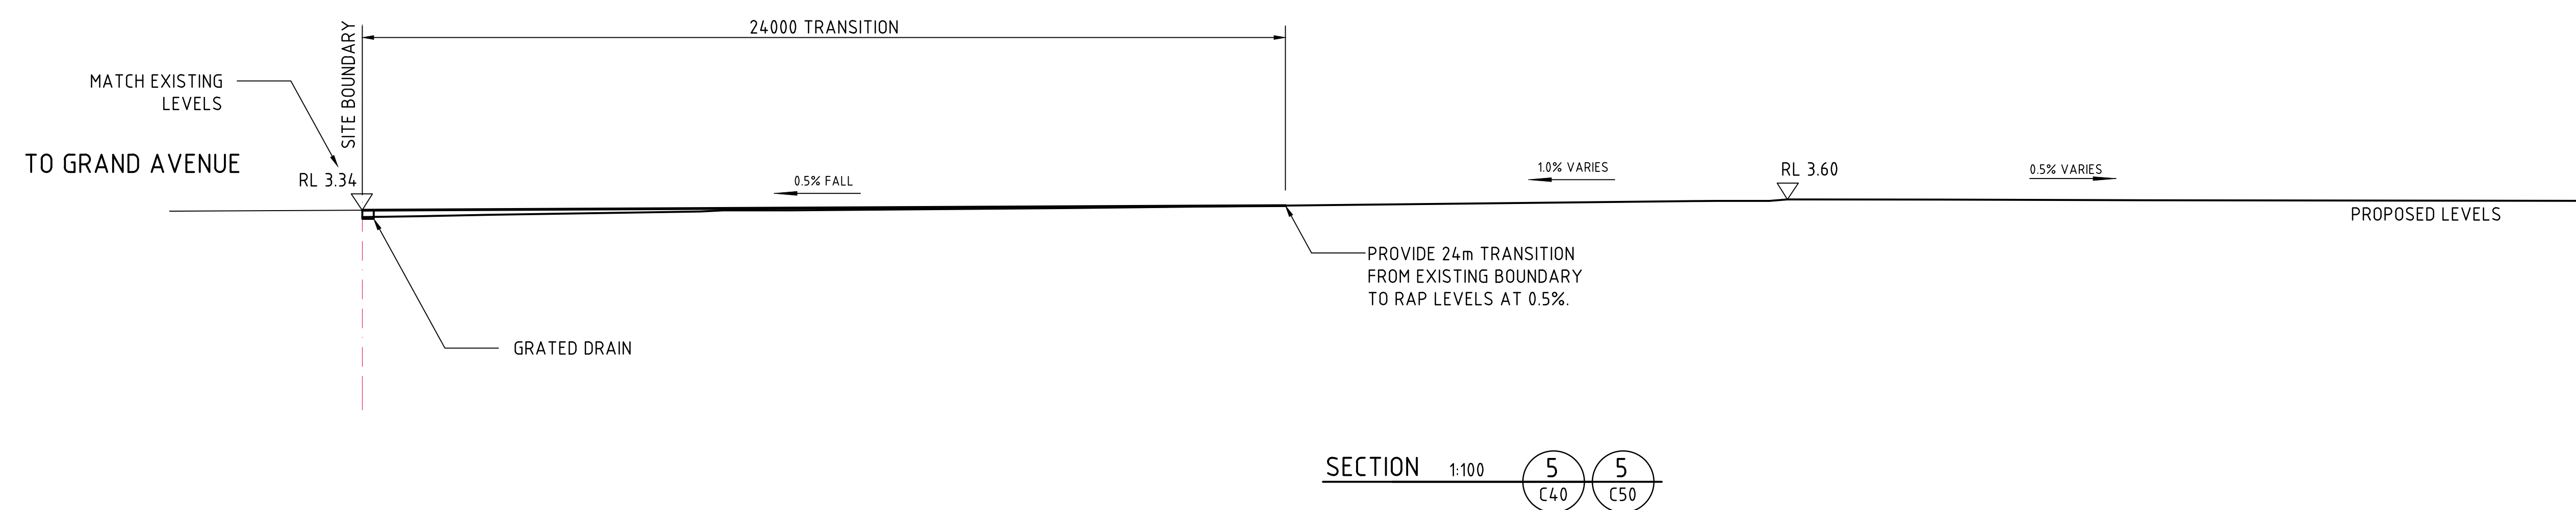 24000 TRANSITION
SITE BOUNDARY
MATCH EXISTING
LEVELS
TO GRAND AVENUE
RL 3.34
0.5% FALL
1.0% VARIES
RL 3.60
0.5% VARIES
PROPOSED LEVELS
PROVIDE 24m TRANSITION
FROM EXISTING BOUNDARY
TO RAP LEVELS AT 0.5%.
GRATED DRAIN
SECTION 1:100
5
C40
5
C50